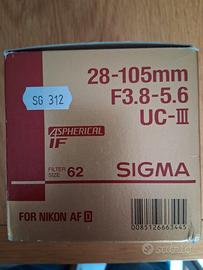 28-105mm
F3.8-5.6
UC-III
SG 312
ASPHERICAL
IF
FILTER
SIZE 62
SIGMA
FOR NIKON AF D
0085126663445
subito